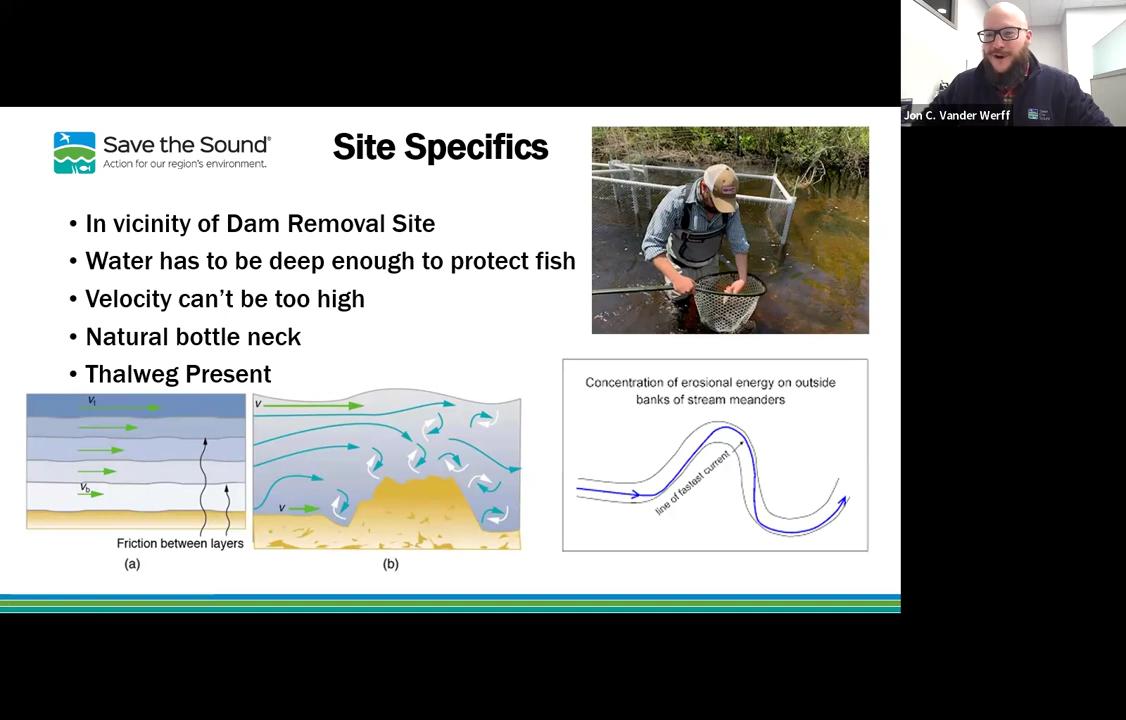 Jon C. Vander Werff
Save the Sound®
Action for our region's environment.
Site Specifics
• In vicinity of Dam Removal Site
• Water has to be deep enough to protect fish
• Velocity can't be too high
• Natural bottle neck
• Thalweg Present
Vt
Vb
Friction between layers
(a)
v
v
(b)
Concentration of erosional energy on outside
banks of stream meanders
line of fastest current